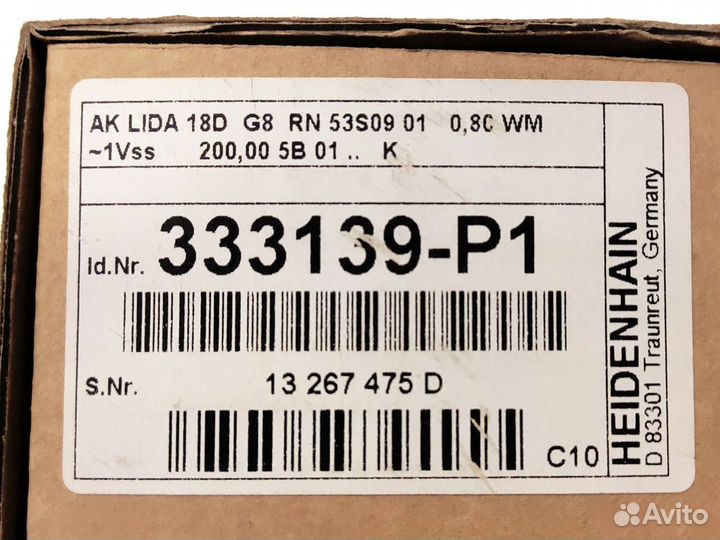 AK LIDA 18D G8 RN 53S09 01 0,80 WM
~1Vss 200,00 5B 01 .. K
Id.Nr. 333139-P1
S.Nr. 13 267 475 D
C10
HEIDENHAIN
D 83301 Traunreut, Germany
Avito